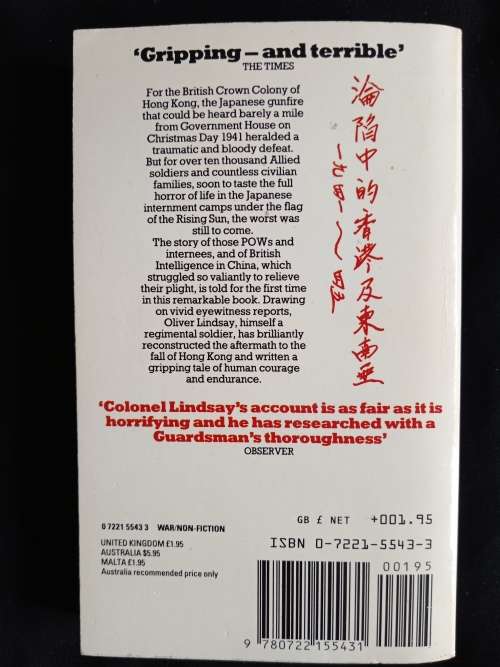 ‘Gripping – and terrible’
THE TIMES
For the British Crown Colony of
Hong Kong, the Japanese gunfire
that could be heard barely a mile
from Government House on
Christmas Day 1941 heralded a
traumatic and bloody defeat.
But for over ten thousand Allied
soldiers and countless civilian
families, soon to taste the full
horror of life in the Japanese
internment camps under the flag
of the Rising Sun, the worst was
still to come.
The story of those POWs and
internees, and of British
Intelligence in China, which
struggled so valiantly to relieve
their plight, is told for the first time
in this remarkable book. Drawing
on vivid eyewitness reports,
Oliver Lindsay, himself a
regimental soldier, has brilliantly
reconstructed the aftermath to the
fall of Hong Kong and written a
gripping tale of human courage
and endurance.
淪陷中的香港及東南亞
一九四一~四五
‘Colonel Lindsay’s account is as fair as it is
horrifying and he has researched with a
Guardsman’s thoroughness’
OBSERVER
0 7221 5543 3 WAR/NON-FICTION
UNITED KINGDOM £1.95
AUSTRALIA $5.95
MALTA £1.95
Australia recommended price only
GB £ NET +001.95
ISBN 0-7221-5543-3
00195
9 780722 155431